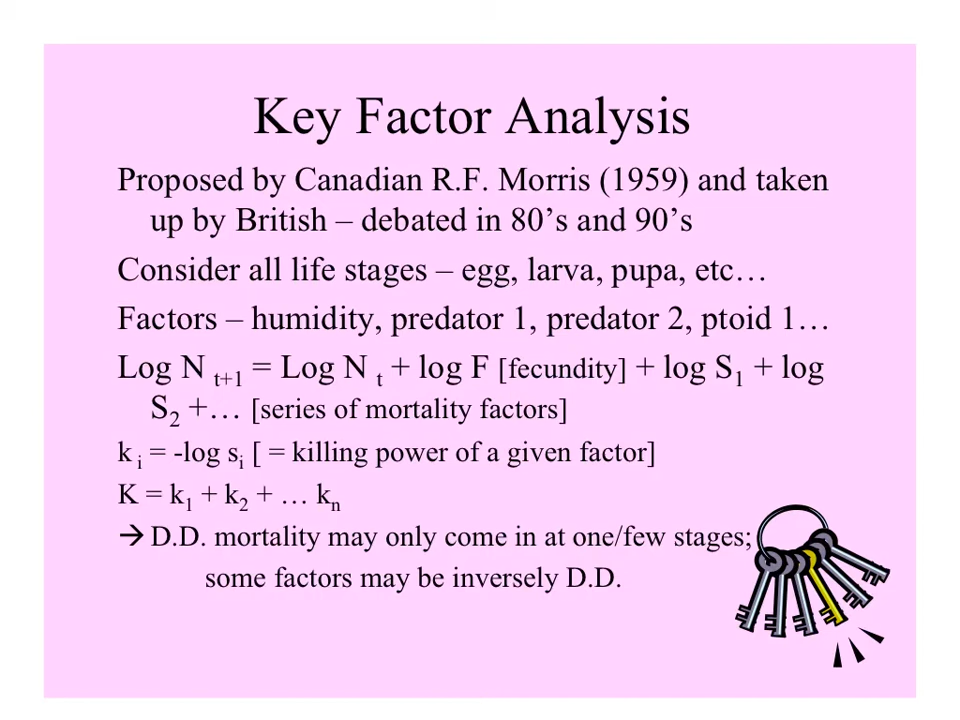 Key Factor Analysis
Proposed by Canadian R.F. Morris (1959) and taken
up by British – debated in 80’s and 90’s
Consider all life stages – egg, larva, pupa, etc…
Factors – humidity, predator 1, predator 2, ptoid 1…
Log N t+1 = Log N t + log F [fecundity] + log S1 + log
S2 +… [series of mortality factors]
k i = -log si [ = killing power of a given factor]
K = k1 + k2 + … kn
→ D.D. mortality may only come in at one/few stages;
some factors may be inversely D.D.